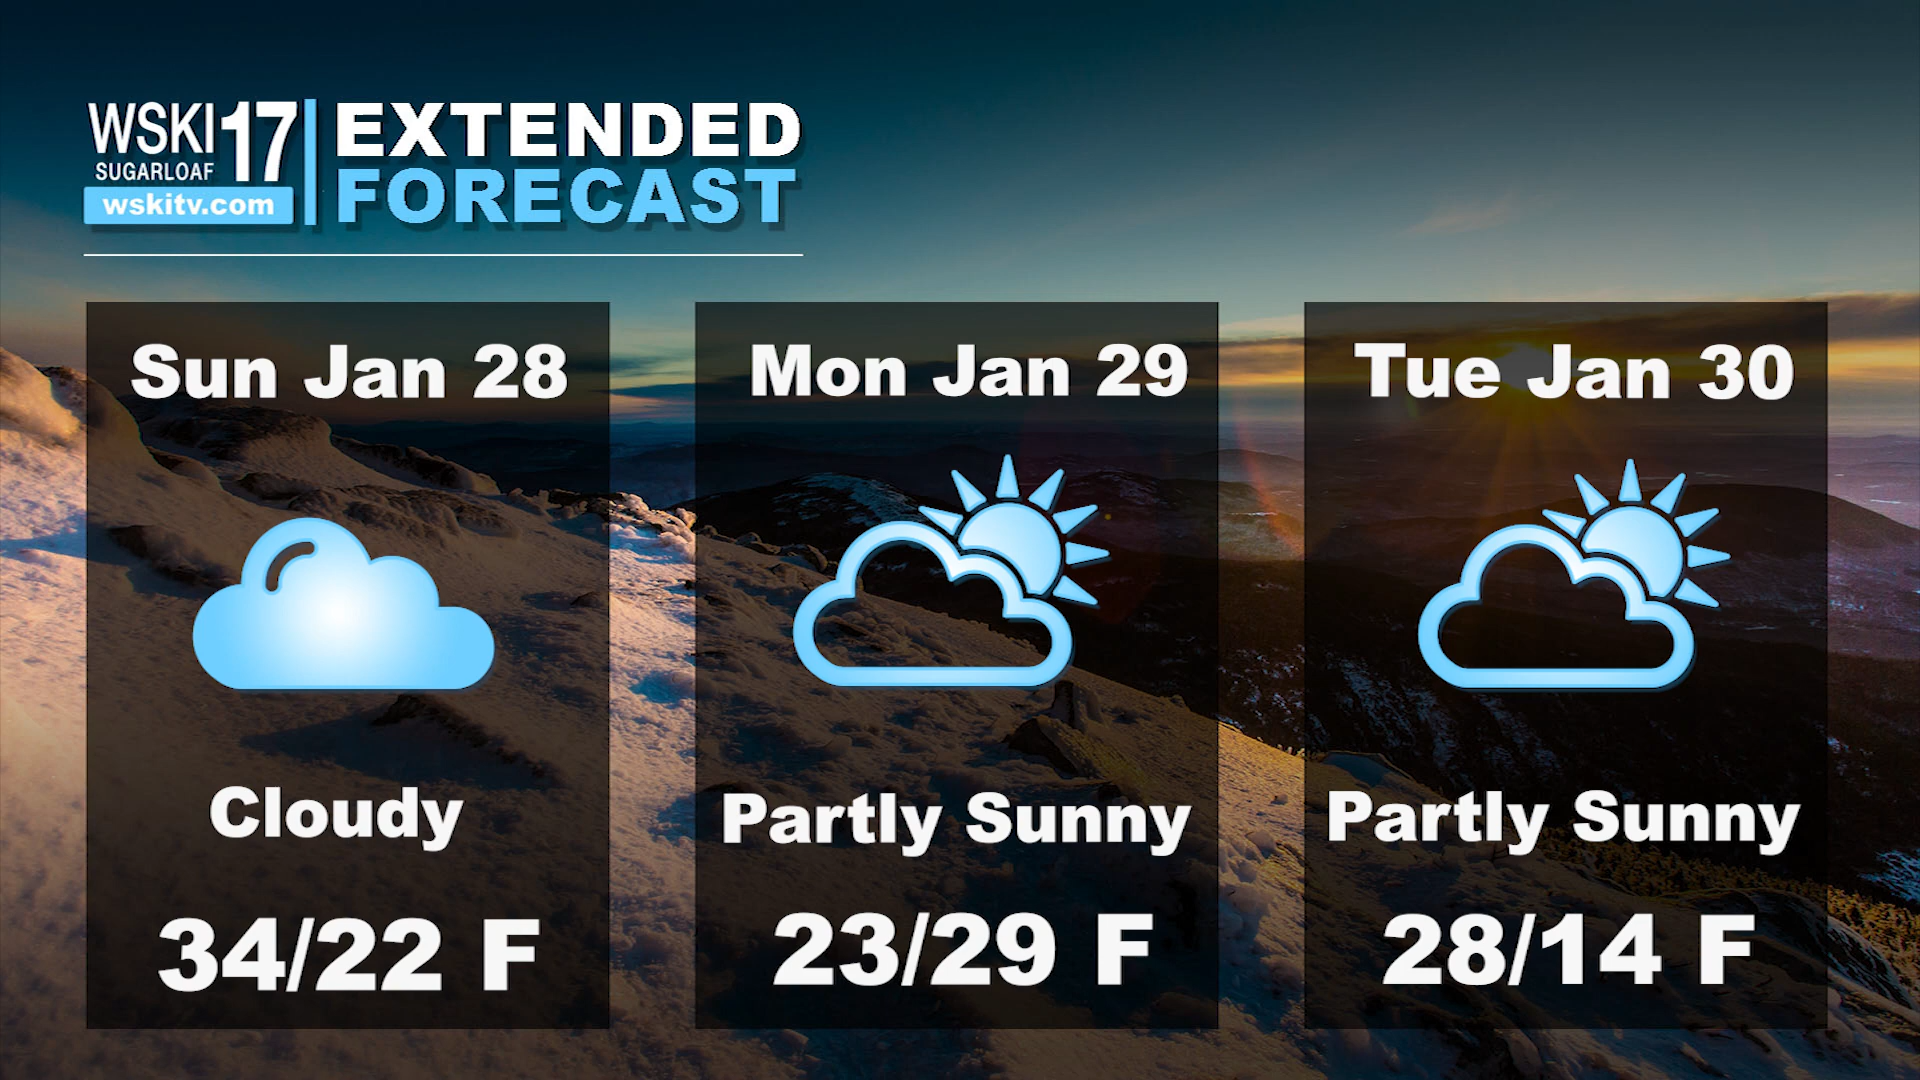 WSKI 17
SUGARLOAF
wskitv.com
EXTENDED
FORECAST
Sun Jan 28
Cloudy
34/22 F
Mon Jan 29
Partly Sunny
23/29 F
Tue Jan 30
Partly Sunny
28/14 F